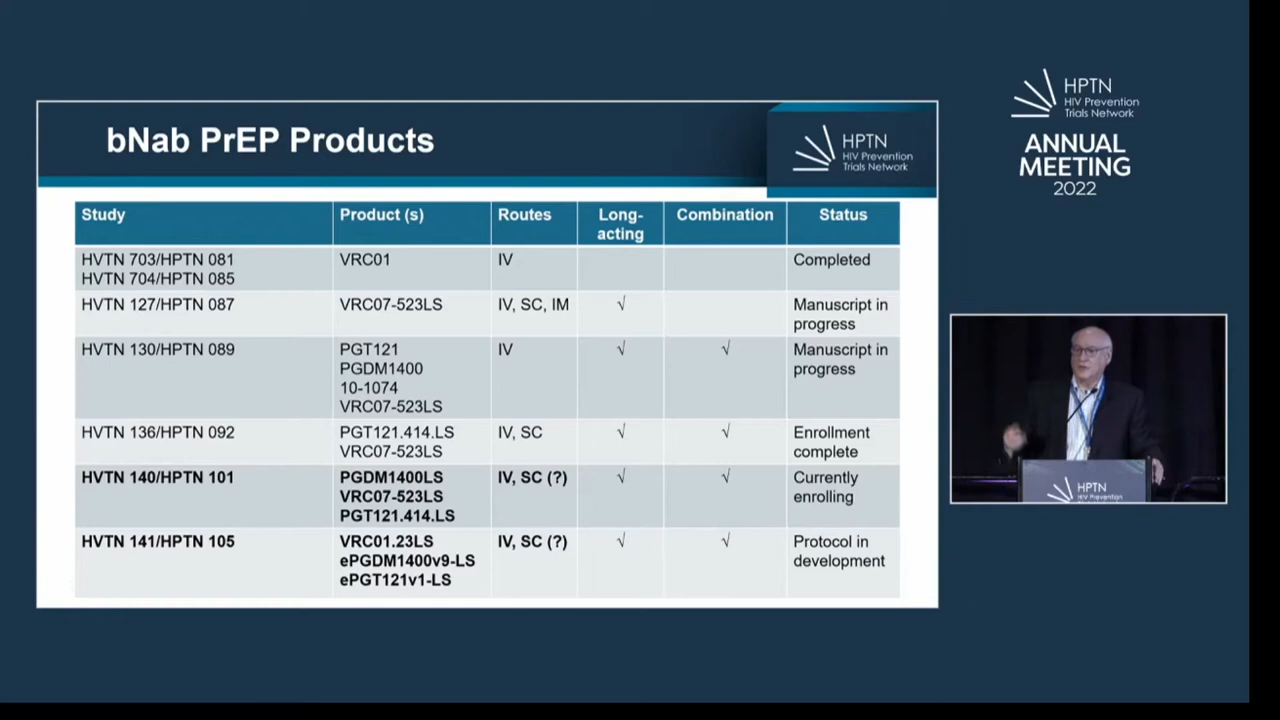 bNab PrEP Products
HPTN
HIV Prevention
Trials Network
Study Product (s) Routes Long-acting Combination Status
HVTN 703/HPTN 081 VRC01 IV Completed
HVTN 704/HPTN 085
HVTN 127/HPTN 087 VRC07-523LS IV, SC, IM √ Manuscript in
progress
HVTN 130/HPTN 089 PGT121 IV √ √ Manuscript in
PGDM1400 progress
10-1074
VRC07-523LS
HVTN 136/HPTN 092 PGT121.414.LS IV, SC √ √ Enrollment
VRC07-523LS complete
HVTN 140/HPTN 101 PGDM1400LS IV, SC (?) √ √ Currently
VRC07-523LS enrolling
PGT121.414.LS
HVTN 141/HPTN 105 VRC01.23LS IV, SC (?) √ √ Protocol in
ePGDM1400v9-LS development
ePGT121v1-LS
HPTN
HIV Prevention
Trials Network
ANNUAL
MEETING
2022
HPTN
HIV Prevention
Trials Network